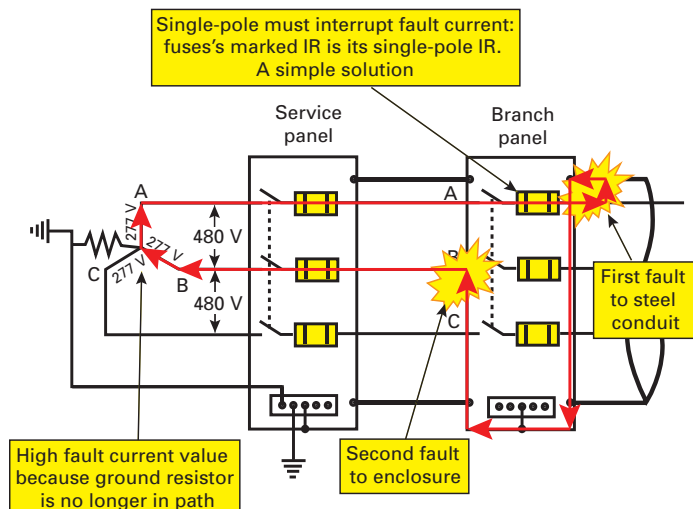 Single-pole must interrupt fault current:
fuses's marked IR is its single-pole IR.
A simple solution
Service
panel
Branch
panel
A
277 V
480 V
277 V
277 V
C
B
480 V
A
B
C
First fault
to steel
conduit
High fault current value
because ground resistor
is no longer in path
Second fault
to enclosure